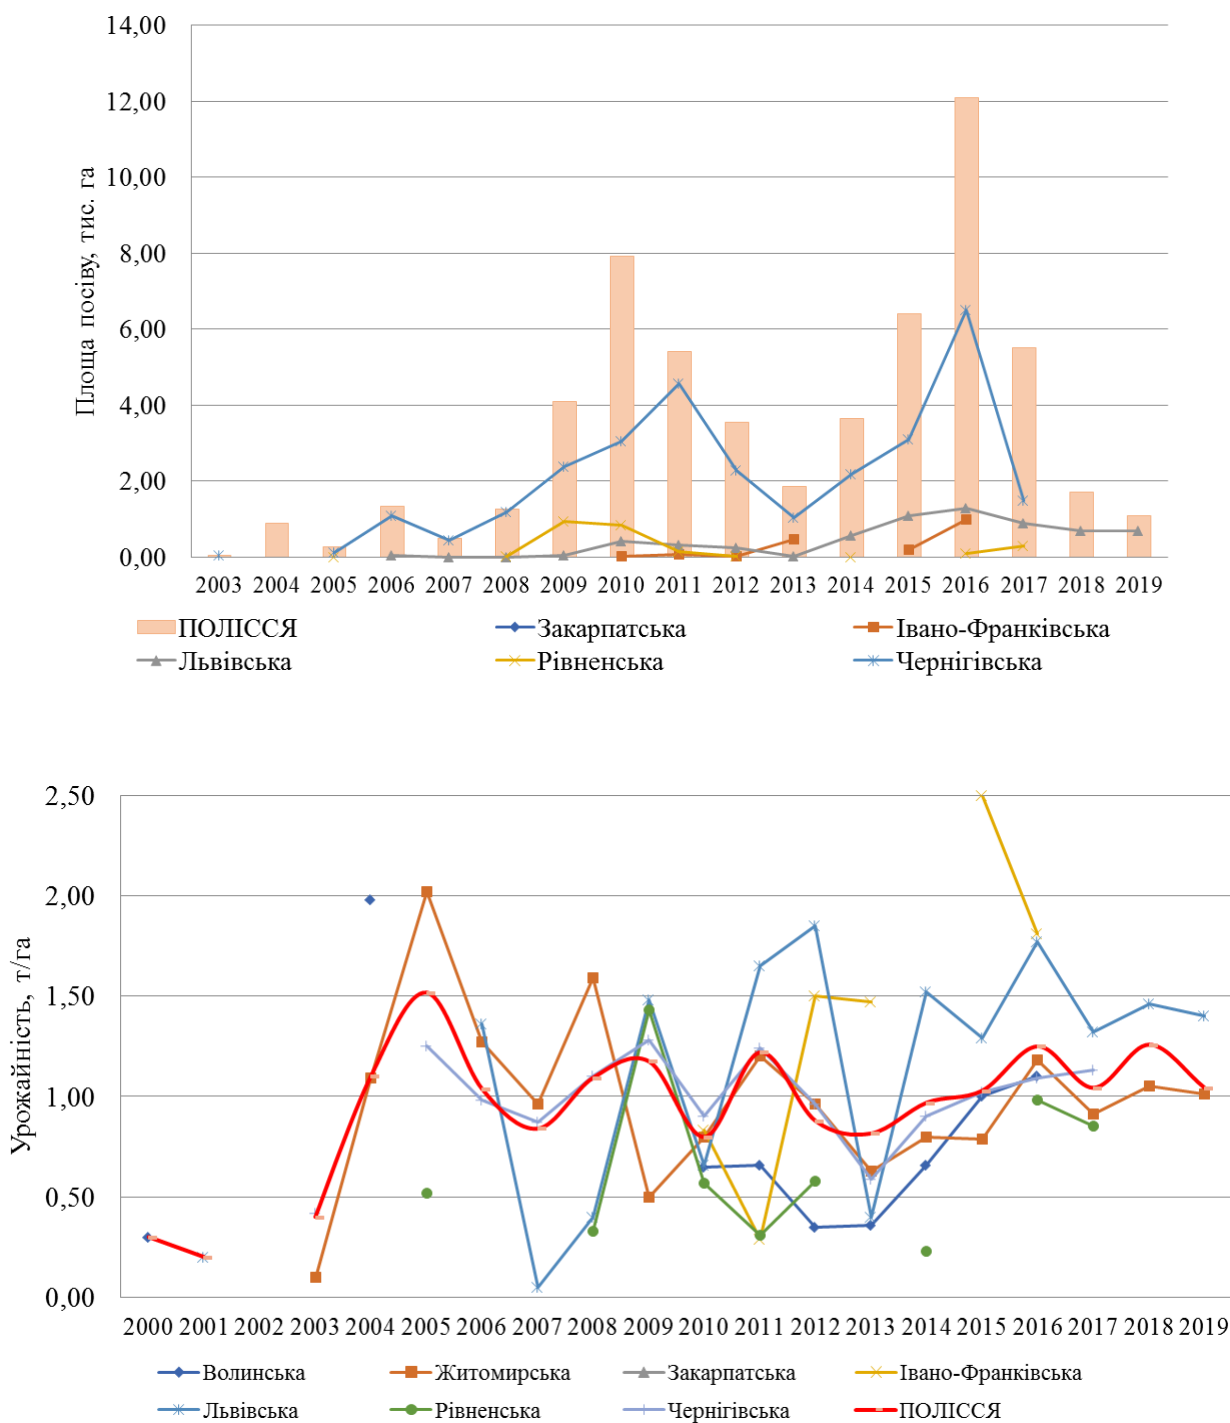 14,00
12,00
10,00
8,00
6,00
4,00
2,00
0,00
Площа посіву, тис. га
2003 2004 2005 2006 2007 2008 2009 2010 2011 2012 2013 2014 2015 2016 2017 2018 2019
ПОЛІССЯ Закарпатська Івано-Франківська
Львівська Рівненська Чернігівська
2,50
2,00
1,50
1,00
0,50
0,00
Урожайність, т/га
2000 2001 2002 2003 2004 2005 2006 2007 2008 2009 2010 2011 2012 2013 2014 2015 2016 2017 2018 2019
Волинська Житомирська Закарпатська Івано-Франківська
Львівська Рівненська Чернігівська ПОЛІССЯ